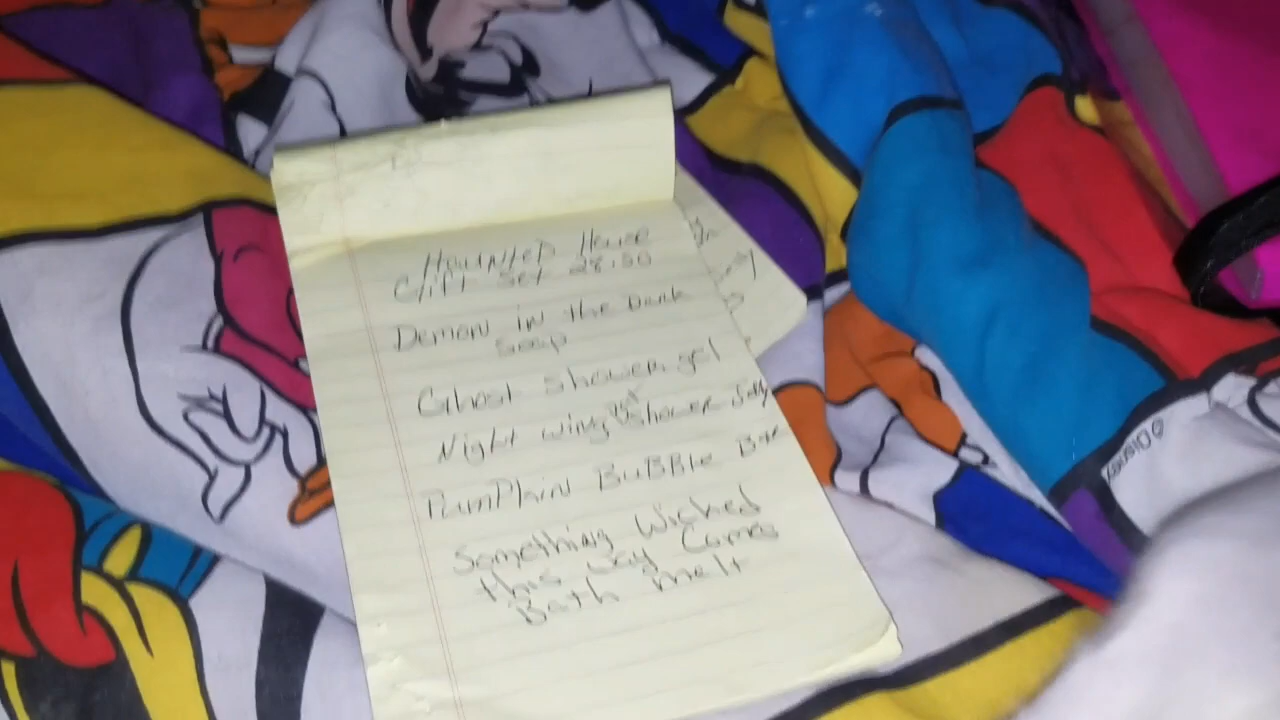 HAUNTED House
Gift Set 28.50
Demon in the Dark
Soap
Ghost shower gel
Night wing shower Jelly
PumPkin BuBBle Bar
Something Wicked
this way Comes
Bath melt
©Disney